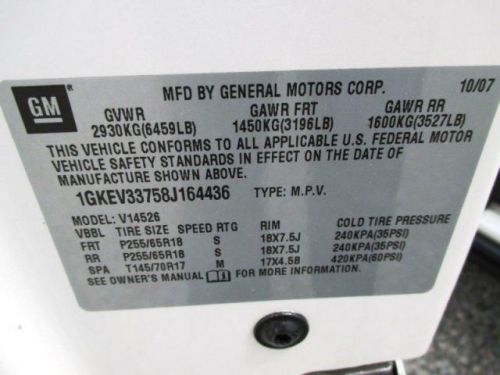 MFD BY GENERAL MOTORS CORP. 10/07
GM
GVWR GAWR FRT GAWR RR
2930KG(6459LB) 1450KG(3196LB) 1600KG(3527LB)
THIS VEHICLE CONFORMS TO ALL APPLICABLE U.S. FEDERAL MOTOR
VEHICLE SAFETY STANDARDS IN EFFECT ON THE DATE OF
MANUFACTURE SHOWN ABOVE.
1GKEV33758J164436 TYPE: M.P.V.
MODEL: V14526
VBBL TIRE SIZE SPEED RTG RIM COLD TIRE PRESSURE
FRT P255/65R18 S 18X7.5J 240KPA(35PSI)
RR P255/65R18 S 18X7.5J 240KPA(35PSI)
SPA T145/70R17 M 17X4.5B 420KPA(60PSI)
SEE OWNER'S MANUAL FOR MORE INFORMATION.